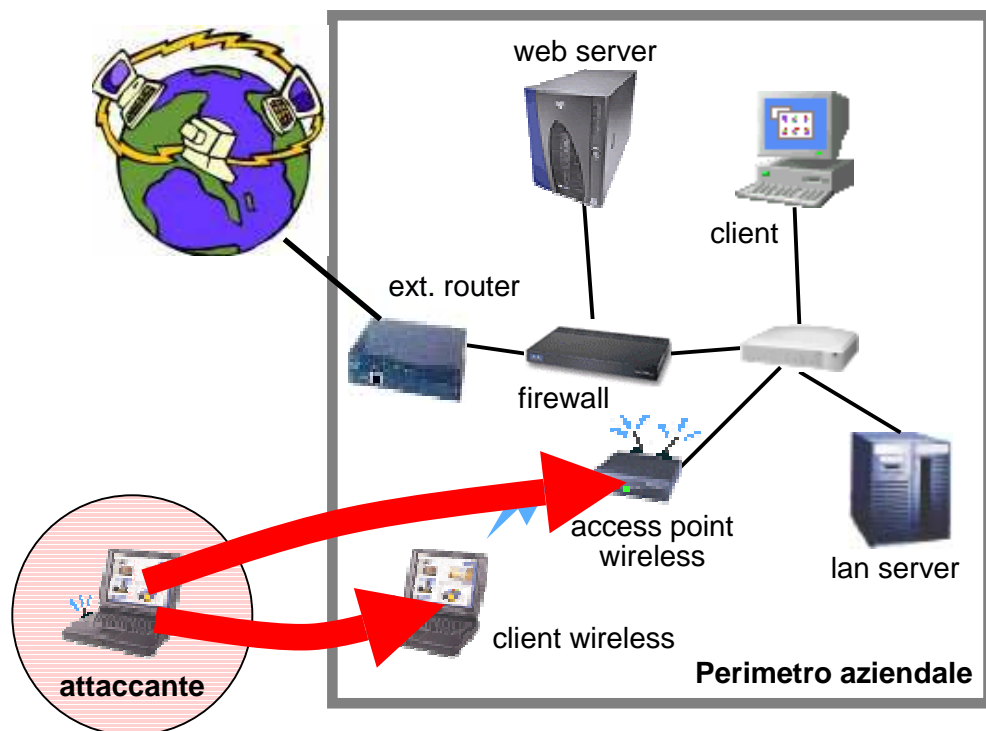 web server
client
ext. router
firewall
access point
wireless
lan server
client wireless
attaccante
Perimetro aziendale